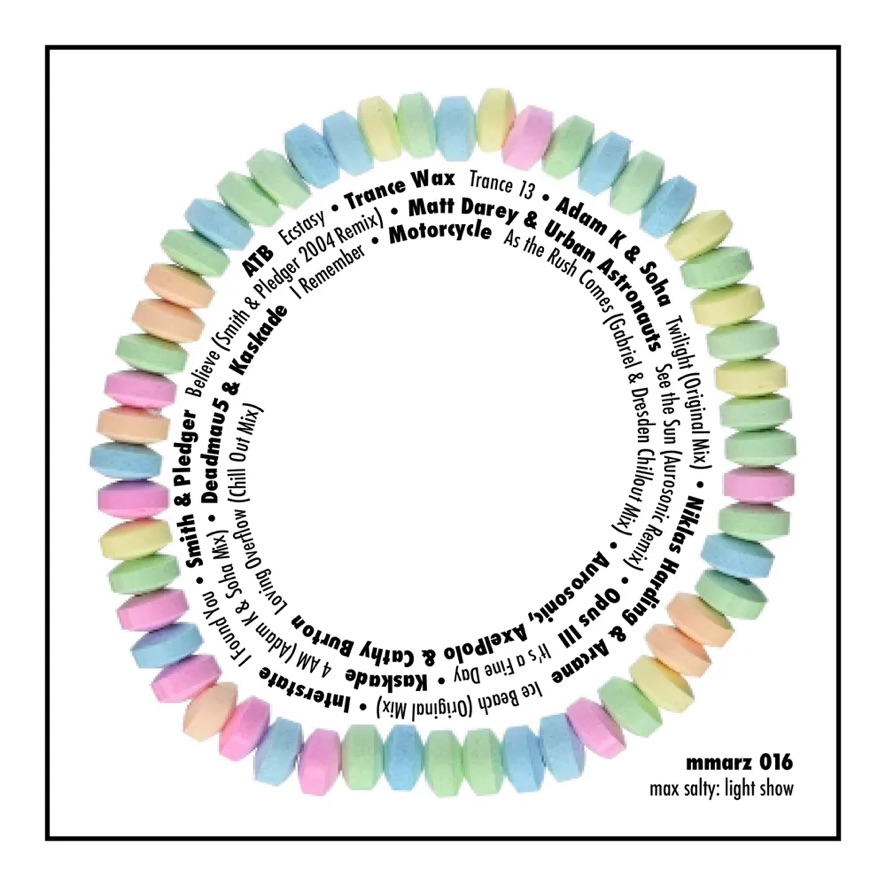 ATB Ecstasy • Trance Wax Trance 13 • Adam K & Soha Twilight (Original Mix) • Niklas Harding & Arcane Ice Beach (Original Mix) • Interstate I Found You • Smith & Pledger Believe (Smith & Pledger 2004 Remix) • Matt Darey & Urban Astronauts See the Sun (Aurosonic Remix) • Opus III It's a Fine Day • Kaskade 4 AM (Adam K & Soha Mix) • Deadmau5 & Kaskade I Remember • Motorcycle As the Rush Comes (Gabriel & Dresden Chillout Mix) • Aurosonic, AxelPolo & Cathy Burton Loving Overflow (Chill Out Mix)
mmarz 016
max salty: light show